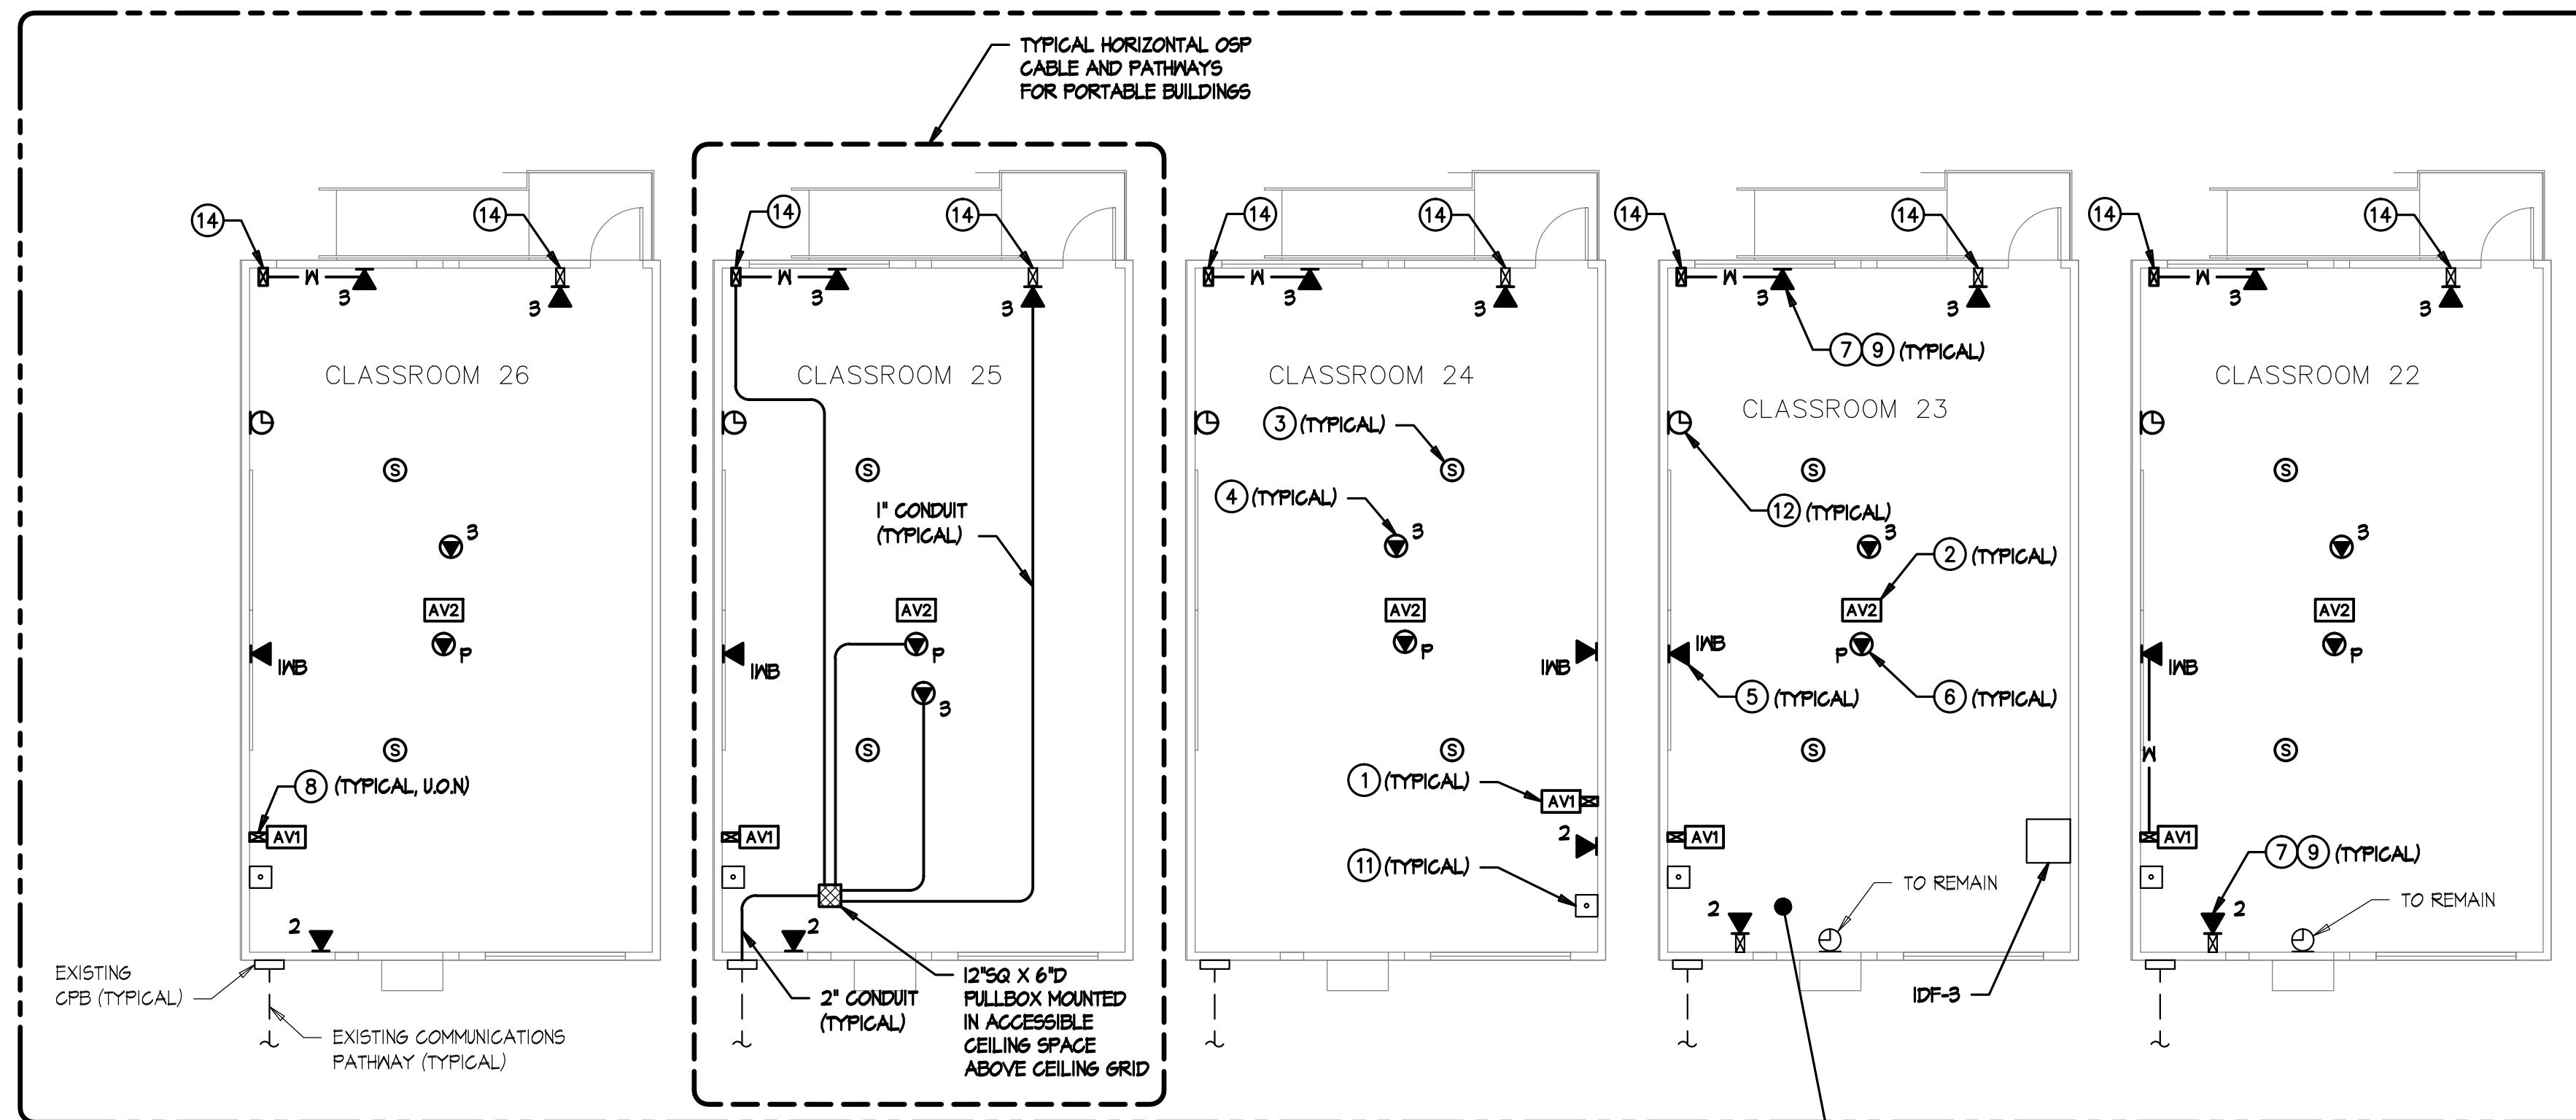 TYPICAL HORIZONTAL OSP
CABLE AND PATHWAYS
FOR PORTABLE BUILDINGS
14
14
W
3
3
CLASSROOM 26
S
3
AV2
P
IWB
S
8 (TYPICAL, U.O.N)
AV1
2
EXISTING
CPB (TYPICAL)
EXISTING COMMUNICATIONS
PATHWAY (TYPICAL)
14
14
W
3
3
CLASSROOM 25
S
1" CONDUIT
(TYPICAL)
AV2
P
IWB
3
S
AV1
2
2" CONDUIT
(TYPICAL)
12"SQ X 6"D
PULLBOX MOUNTED
IN ACCESSIBLE
CEILING SPACE
ABOVE CEILING GRID
14
14
W
3
3
CLASSROOM 24
3 (TYPICAL)
S
4 (TYPICAL)
3
AV2
P
IWB
S
1 (TYPICAL)
AV1
2
11 (TYPICAL)
14
14
W
3
3
7 9 (TYPICAL)
CLASSROOM 23
S
12 (TYPICAL)
3
2 (TYPICAL)
AV2
IWB
P
5 (TYPICAL)
6 (TYPICAL)
S
AV1
2
TO REMAIN
IDF-3
14
14
W
3
3
CLASSROOM 22
S
3
AV2
P
IWB
W
S
AV1
7 9 (TYPICAL)
2
TO REMAIN